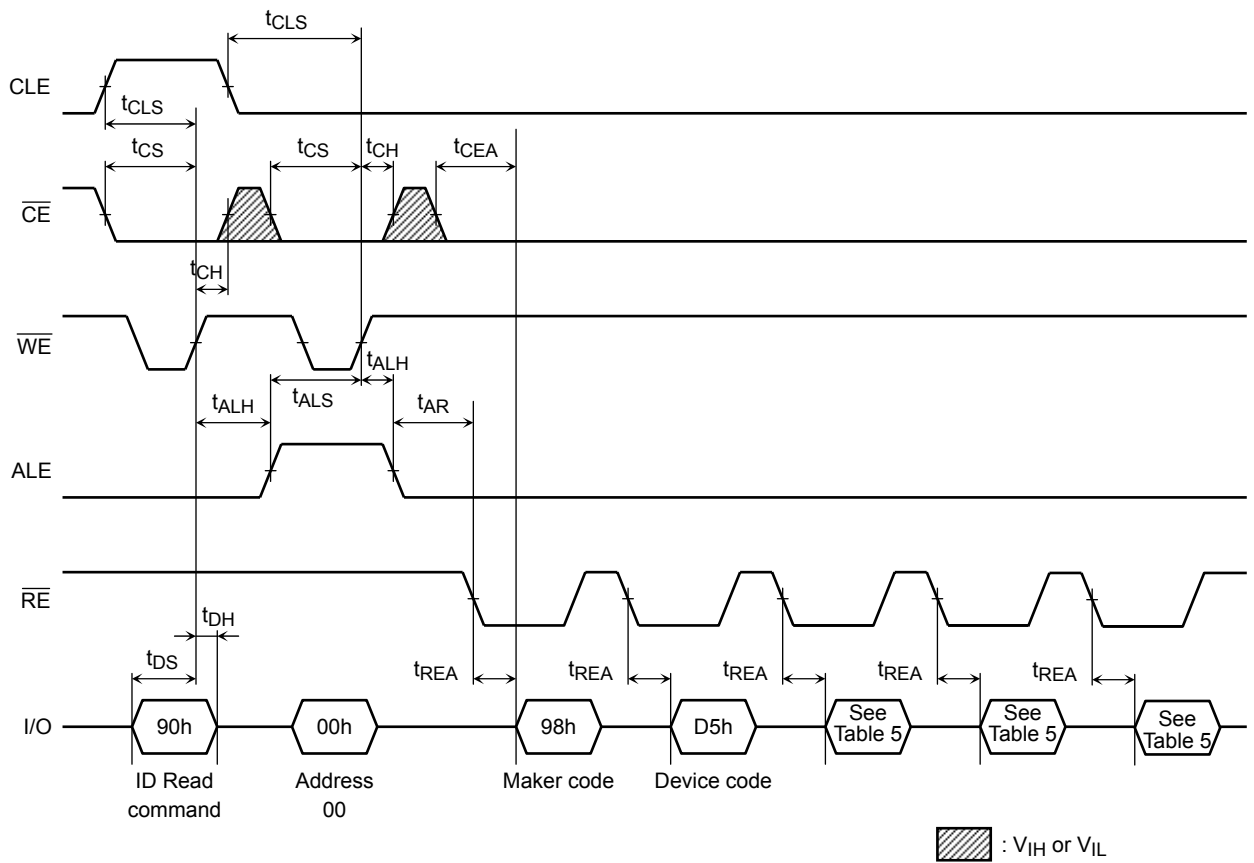 tCLS
CLE
tCLS
tCS
tCS
tCH
tCEA
CE
tCH
WE
tALH
tALH
tALS
tAR
ALE
RE
tDH
tDS
tREA
tREA
tREA
tREA
tREA
I/O
90h
00h
98h
D5h
See
Table 5
See
Table 5
See
Table 5
ID Read
command
Address
00
Maker code
Device code
: VIH or VIL